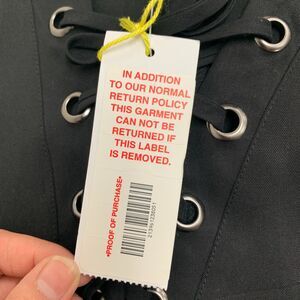 IN ADDITION
TO OUR NORMAL
RETURN POLICY
THIS GARMENT
CAN NOT BE
RETURNED IF
THIS LABEL
IS REMOVED.
•PROOF OF PURCHASE•